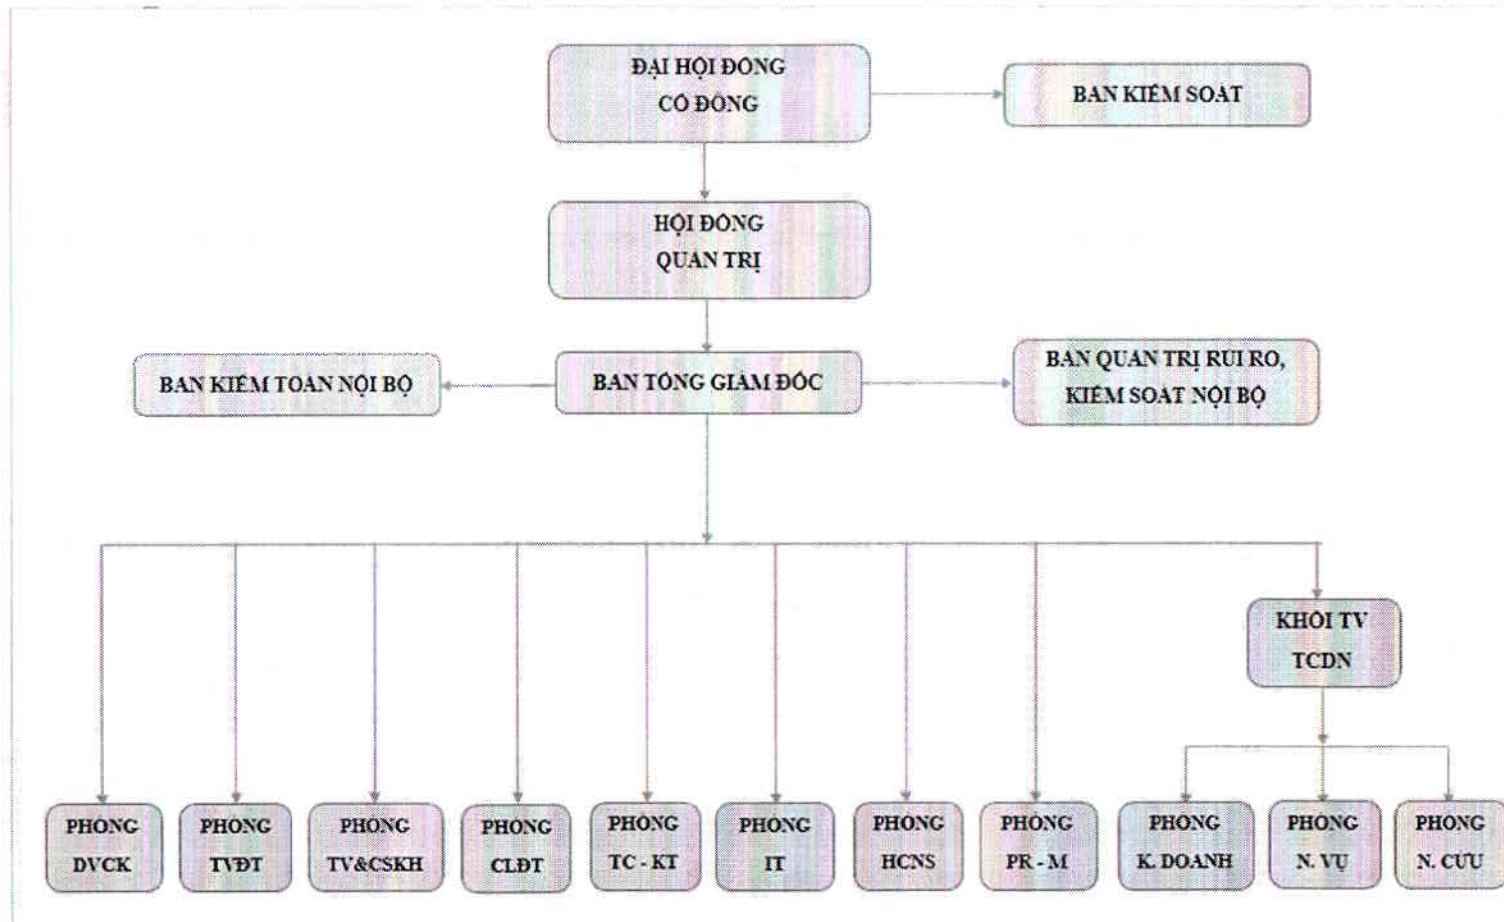 ĐẠI HỘI ĐỒNG
CỔ ĐÔNG
BAN KIỂM SOÁT
HỘI ĐỒNG
QUẢN TRỊ
BAN KIỂM TOÁN NỘI BỘ
BAN TỔNG GIÁM ĐỐC
BAN QUẢN TRỊ RỦI RO,
KIỂM SOÁT NỘI BỘ
KHỐI TV
TCDN
PHÒNG
DVCK
PHÒNG
TVĐT
PHÒNG
TV&CSKH
PHÒNG
CLĐT
PHÒNG
TC - KT
PHÒNG
IT
PHÒNG
HCNS
PHÒNG
PR - M
PHÒNG
K. DOANH
PHÒNG
N. VỤ
PHÒNG
N. CỨU